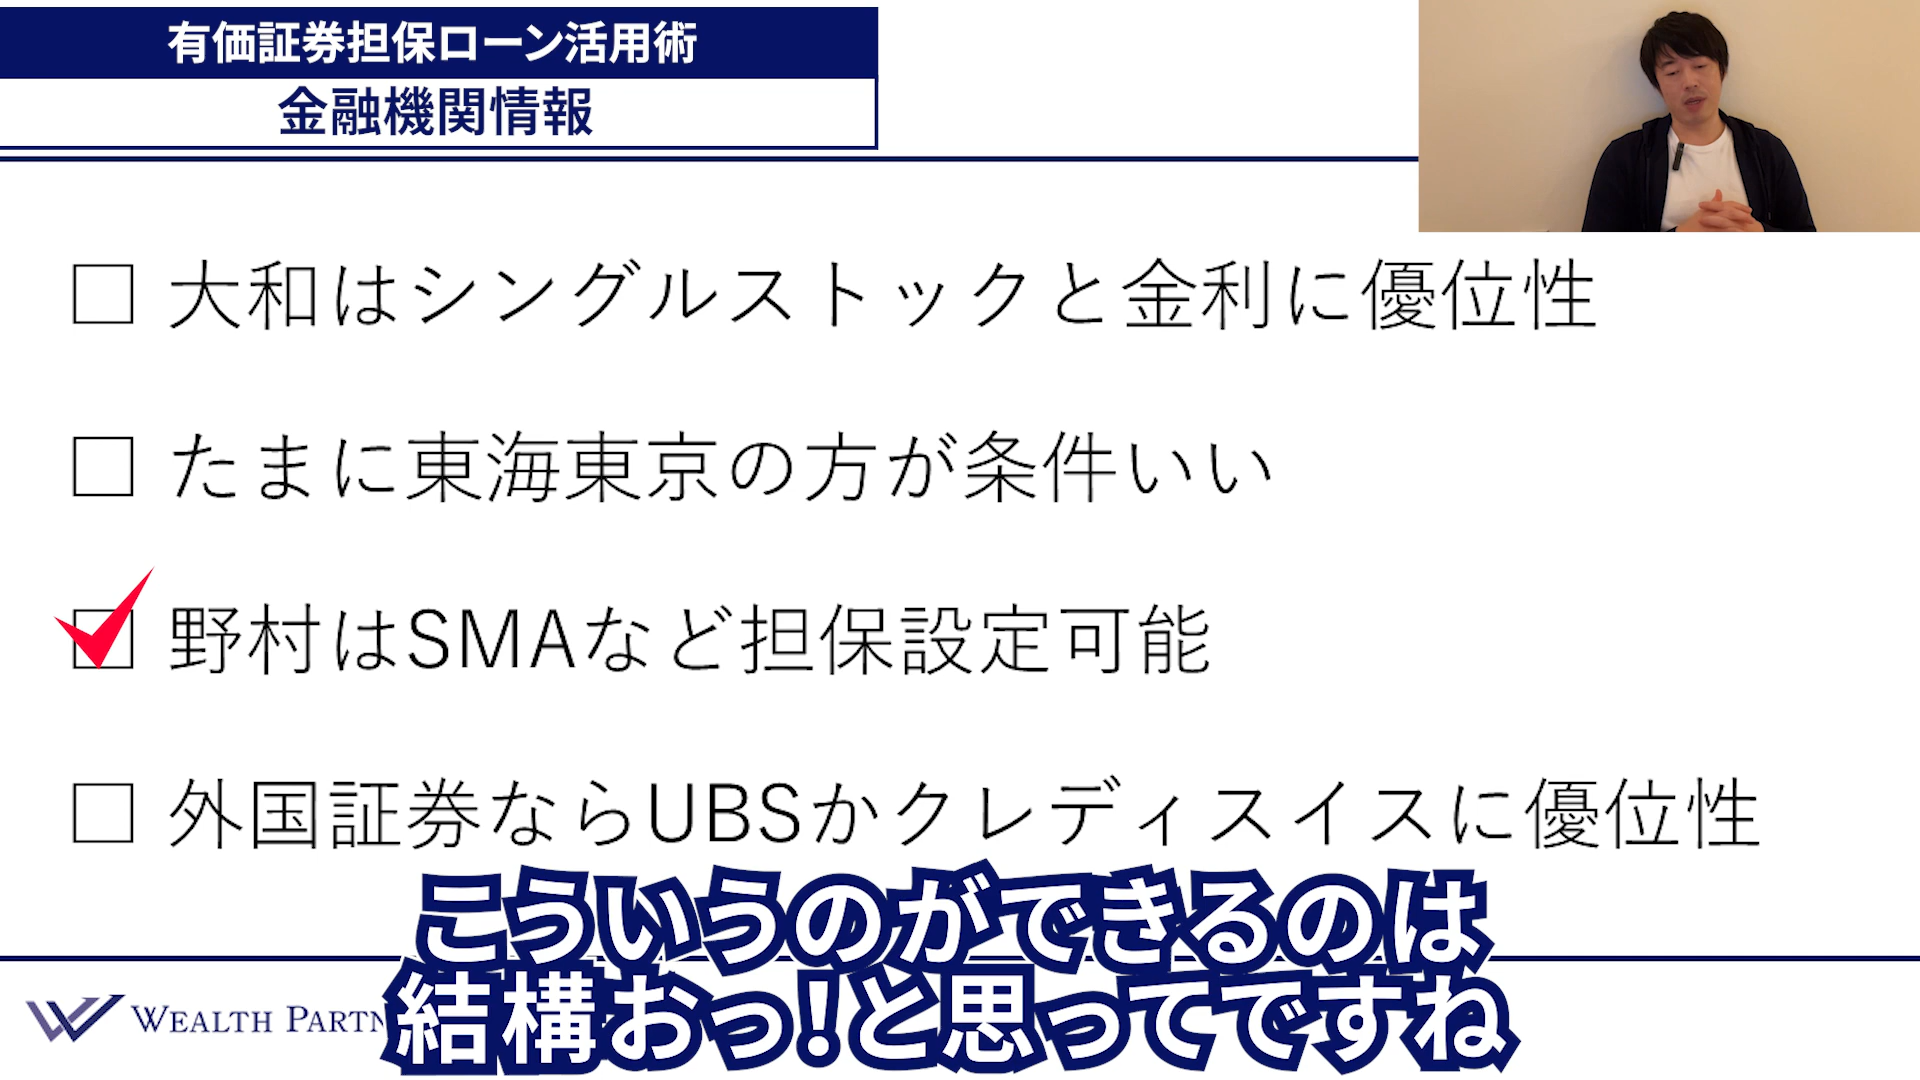 有価証券担保ローン活用術
金融機関情報
大和はシングルストックと金利に優位性
たまに東海東京の方が条件いい
野村はSMAなど担保設定可能
外国証券ならUBSかクレディスイスに優位性
こういうのができるのは
結構おっ!と思ってですね
WEALTH PARTN